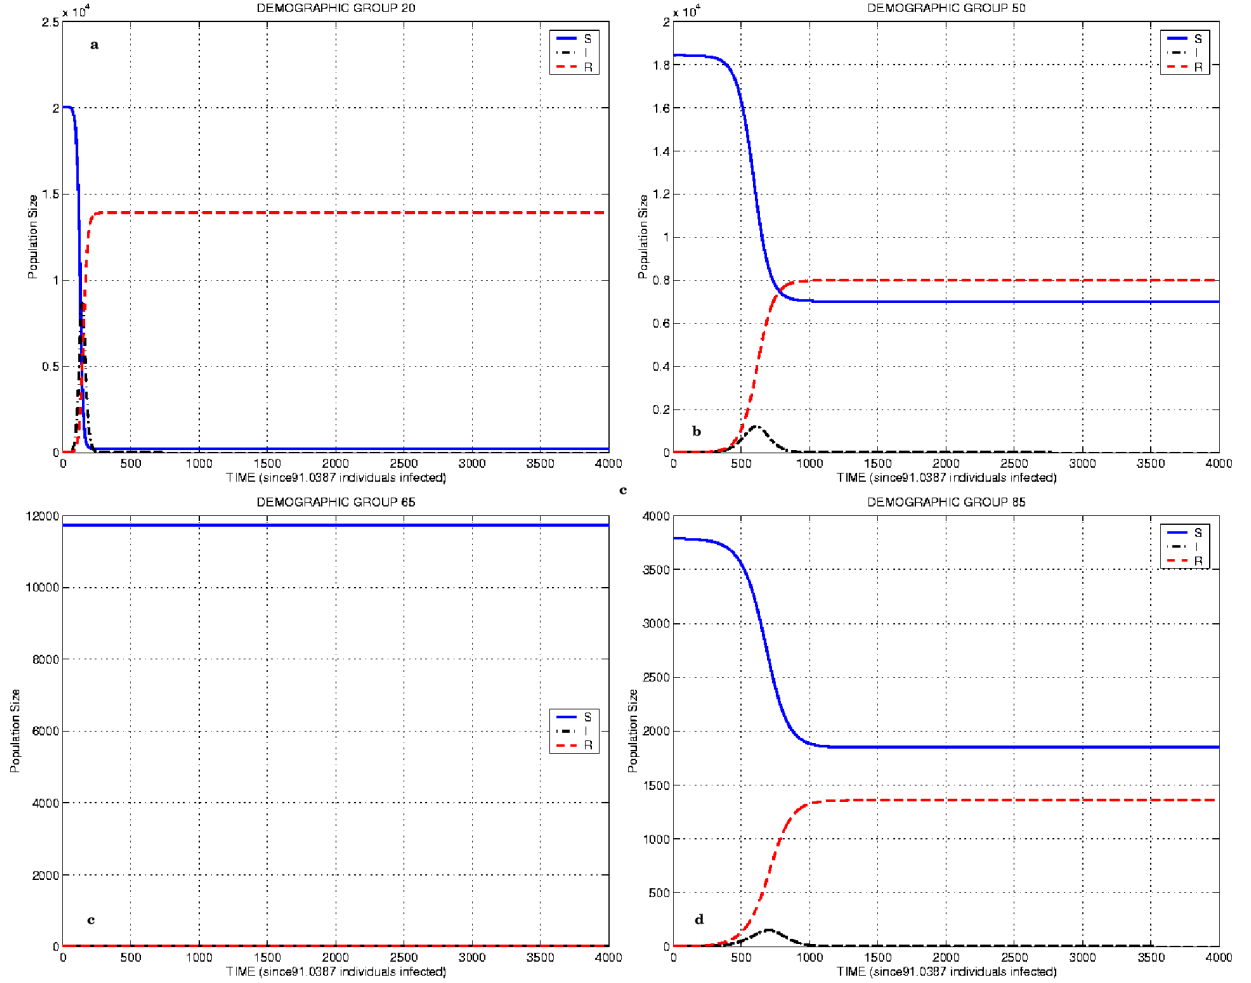 DEMOGRAPHIC GROUP 20
x 10^4
2.5
2
1.5
1
0.5
0
Population Size
a
S
I
R
0 500 1000 1500 2000 2500 3000 3500 4000
TIME (since91.0387 individuals infected)
DEMOGRAPHIC GROUP 50
x 10^4
2
1.8
1.6
1.4
1.2
1
0.8
0.6
0.4
0.2
0
Population Size
S
I
R
b
0 500 1000 1500 2000 2500 3000 3500 4000
TIME (since91.0387 individuals infected)
c
DEMOGRAPHIC GROUP 65
12000
10000
8000
6000
4000
2000
0
Population Size
S
I
R
c
0 500 1000 1500 2000 2500 3000 3500 4000
TIME (since91.0387 individuals infected)
DEMOGRAPHIC GROUP 85
4000
3500
3000
2500
2000
1500
1000
500
0
Population Size
S
I
R
d
0 500 1000 1500 2000 2500 3000 3500 4000
TIME (since91.0387 individuals infected)